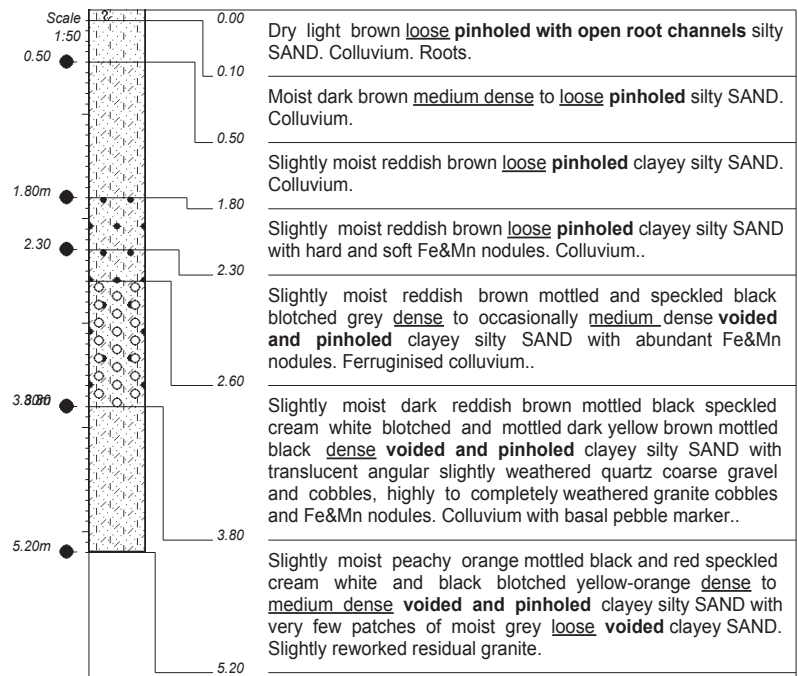 Scale
1:50
0.00
Dry light brown loose pinholed with open root channels silty
SAND. Colluvium. Roots.
0.50
0.10
Moist dark brown medium dense to loose pinholed silty SAND.
Colluvium.
0.50
Slightly moist reddish brown loose pinholed clayey silty SAND.
Colluvium.
1.80m
1.80
Slightly moist reddish brown loose pinholed clayey silty SAND
with hard and soft Fe&Mn nodules. Colluvium..
2.30
2.30
Slightly moist reddish brown mottled and speckled black
blotched grey dense to occasionally medium dense voided
and pinholed clayey silty SAND with abundant Fe&Mn
nodules. Ferruginised colluvium..
2.60
Slightly moist dark reddish brown mottled black speckled
cream white blotched and mottled dark yellow brown mottled
black dense voided and pinholed clayey silty SAND with
translucent angular slightly weathered quartz coarse gravel
and cobbles, highly to completely weathered granite cobbles
and Fe&Mn nodules. Colluvium with basal pebble marker..
3.80
Slightly moist peachy orange mottled black and red speckled
cream white and black blotched yellow-orange dense to
medium dense voided and pinholed clayey silty SAND with
very few patches of moist grey loose voided clayey SAND.
Slightly reworked residual granite.
5.20m
5.20